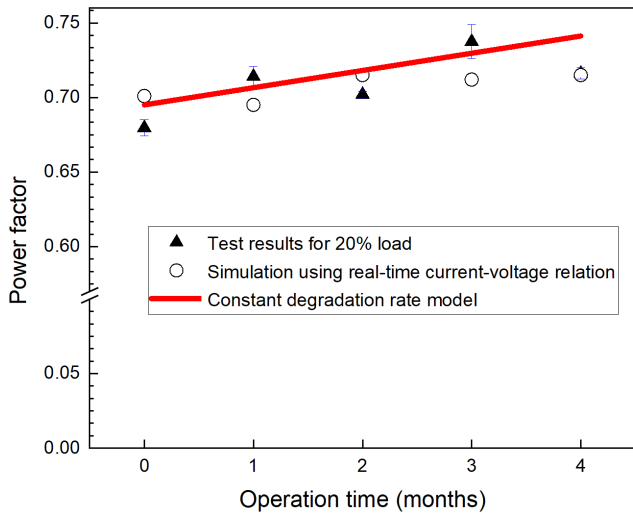 0.75
0.70
0.65
0.60
0.05
0.00
Power factor
Test results for 20% load
Simulation using real-time current-voltage relation
Constant degradation rate model
0 1 2 3 4
Operation time (months)